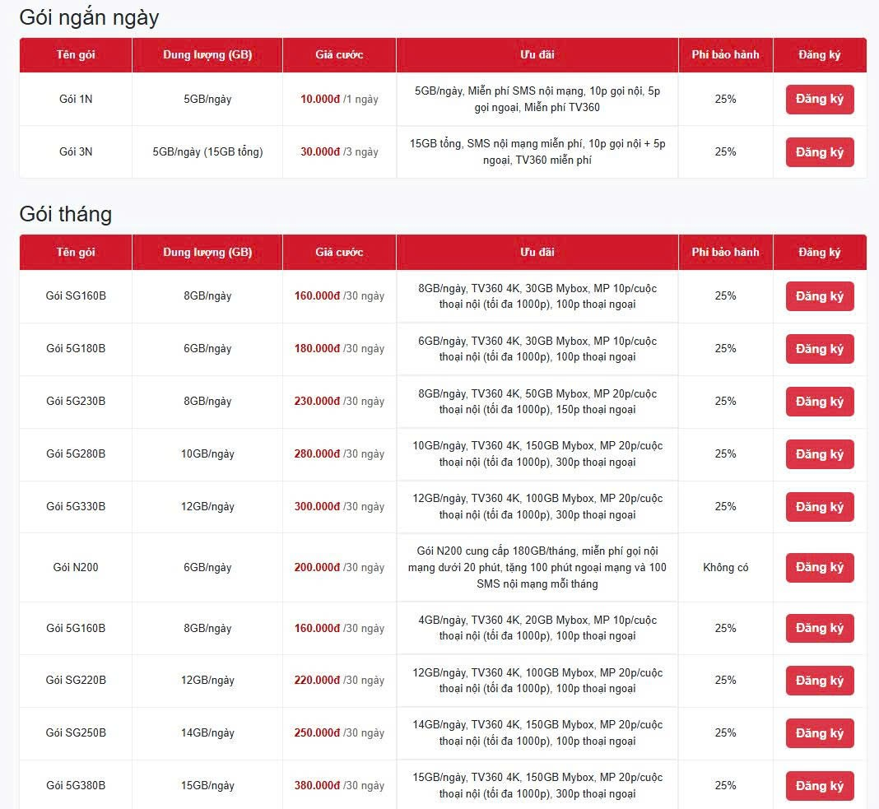 Gói ngắn ngày
Tên gói Dung lượng (GB) Giá cước Ưu đãi Phí bảo hành Đăng ký
Gói 1N 5GB/ngày 10.000đ /1 ngày 5GB/ngày, Miễn phí SMS nội mạng, 10p gọi nội, 5p
gọi ngoại, Miễn phí TV360 25% Đăng ký
Gói 3N 5GB/ngày (15GB tổng) 30.000đ /3 ngày 15GB tổng, SMS nội mạng miễn phí, 10p gọi nội + 5p
ngoại, TV360 miễn phí 25% Đăng ký
Gói tháng
Tên gói Dung lượng (GB) Giá cước Ưu đãi Phí bảo hành Đăng ký
Gói SG160B 8GB/ngày 160.000đ /30 ngày 8GB/ngày, TV360 4K, 30GB Mybox, MP 10p/cuộc
thoại nội (tối đa 1000p), 100p thoại ngoại 25% Đăng ký
Gói 5G180B 6GB/ngày 180.000đ /30 ngày 6GB/ngày, TV360 4K, 30GB Mybox, MP 10p/cuộc
thoại nội (tối đa 1000p), 100p thoại ngoại 25% Đăng ký
Gói 5G230B 8GB/ngày 230.000đ /30 ngày 8GB/ngày, TV360 4K, 50GB Mybox, MP 20p/cuộc
thoại nội (tối đa 1000p), 150p thoại ngoại 25% Đăng ký
Gói 5G280B 10GB/ngày 280.000đ /30 ngày 10GB/ngày, TV360 4K, 150GB Mybox, MP 20p/cuộc
thoại nội (tối đa 1000p), 300p thoại ngoại 25% Đăng ký
Gói 5G330B 12GB/ngày 300.000đ /30 ngày 12GB/ngày, TV360 4K, 100GB Mybox, MP 20p/cuộc
thoại nội (tối đa 1000p), 300p thoại ngoại 25% Đăng ký
Gói N200 6GB/ngày 200.000đ /30 ngày Gói N200 cung cấp 180GB/tháng, miễn phí gọi nội
mạng dưới 20 phút, tặng 100 phút ngoại mạng và 100
SMS nội mạng mỗi tháng Không có Đăng ký
Gói 5G160B 8GB/ngày 160.000đ /30 ngày 4GB/ngày, TV360 4K, 20GB Mybox, MP 10p/cuộc
thoại nội (tối đa 1000p), 100p thoại ngoại 25% Đăng ký
Gói SG220B 12GB/ngày 220.000đ /30 ngày 12GB/ngày, TV360 4K, 100GB Mybox, MP 20p/cuộc
thoại nội (tối đa 1000p), 100p thoại ngoại 25% Đăng ký
Gói SG250B 14GB/ngày 250.000đ /30 ngày 14GB/ngày, TV360 4K, 150GB Mybox, MP 20p/cuộc
thoại nội (tối đa 1000p), 100p thoại ngoại 25% Đăng ký
Gói 5G380B 15GB/ngày 380.000đ /30 ngày 15GB/ngày, TV360 4K, 150GB Mybox, MP 20p/cuộc
thoại nội (tối đa 1000p), 300p thoại ngoại 25% Đăng ký